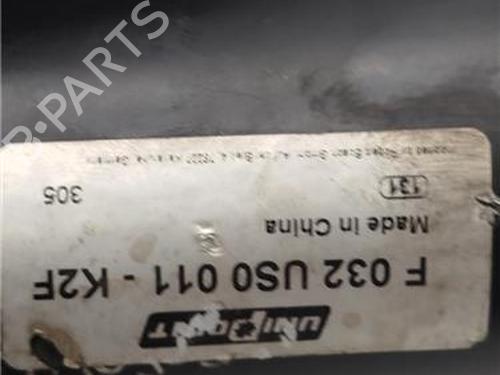 UNIPOINT
F 032 US0 011 - K2F
Made in China
131
305
B-PARTS